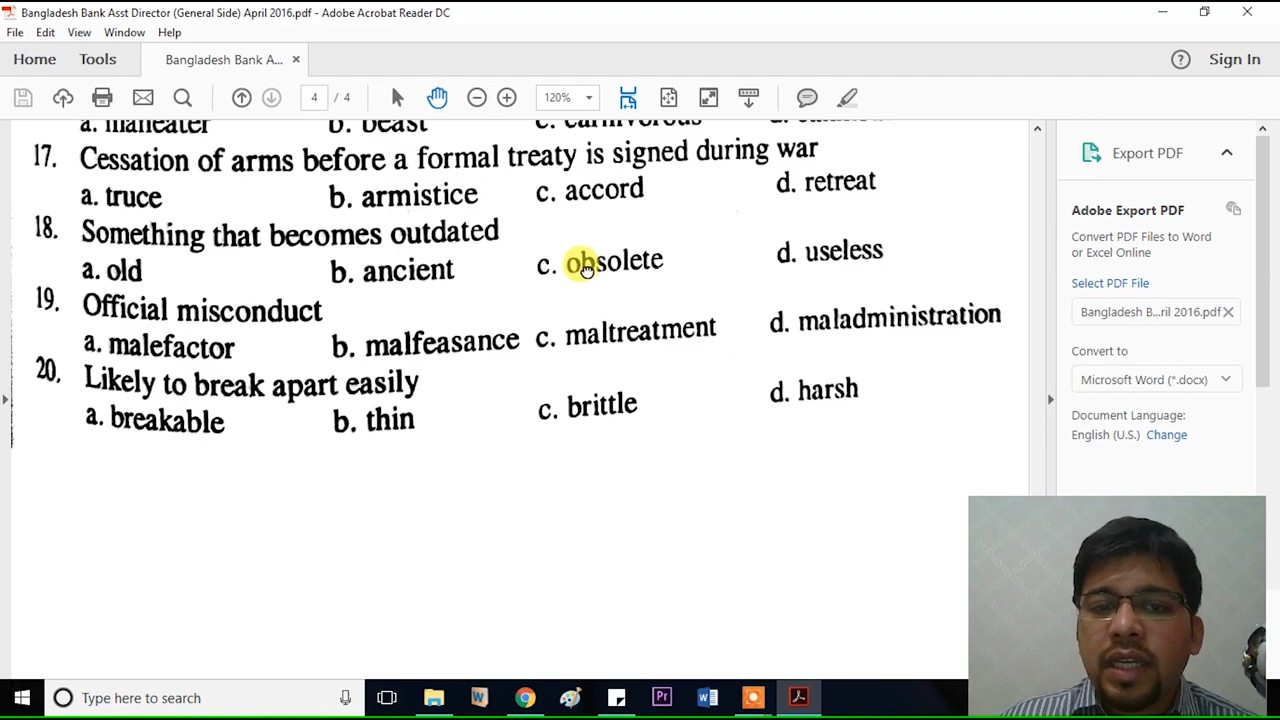 Bangladesh Bank Asst Director (General Side) April 2016.pdf - Adobe Acrobat Reader DC
File Edit View Window Help
Home Tools Bangladesh Bank A... × Sign In
4 / 4 120%
a. maneater b. beast c. carnivorous d.
17. Cessation of arms before a formal treaty is signed during war
a. truce b. armistice c. accord d. retreat
18. Something that becomes outdated
a. old b. ancient c. obsolete d. useless
19. Official misconduct
a. malefactor b. malfeasance c. maltreatment d. maladministration
20. Likely to break apart easily
a. breakable b. thin c. brittle d. harsh
Export PDF
Adobe Export PDF
Convert PDF Files to Word
or Excel Online
Select PDF File
Bangladesh B...ril 2016.pdf ×
Convert to
Microsoft Word (*.docx)
Document Language:
English (U.S.) Change
Type here to search